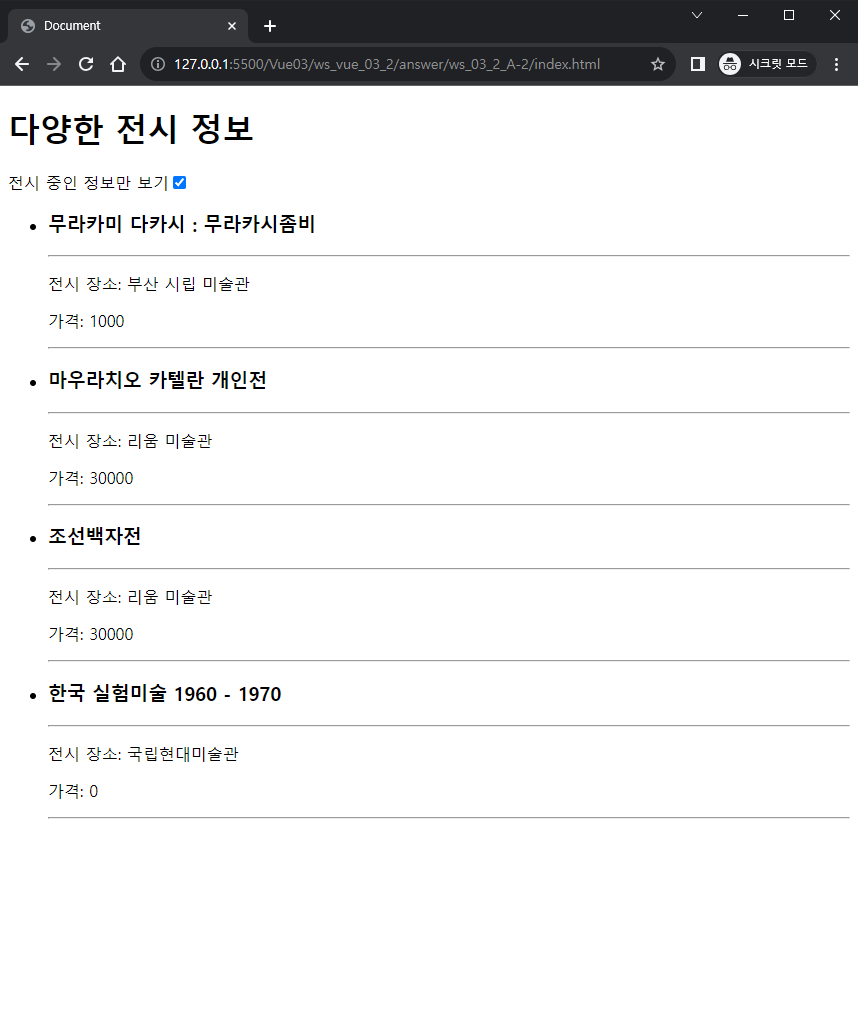 Document
127.0.0.1:5500/Vue03/ws_vue_03_2/answer/ws_03_2_A-2/index.html
시크릿 모드
다양한 전시 정보
전시 중인 정보만 보기
무라카미 다카시 : 무라카시좀비
전시 장소: 부산 시립 미술관
가격: 1000
마우라치오 카텔란 개인전
전시 장소: 리움 미술관
가격: 30000
조선백자전
전시 장소: 리움 미술관
가격: 30000
한국 실험미술 1960 - 1970
전시 장소: 국립현대미술관
가격: 0